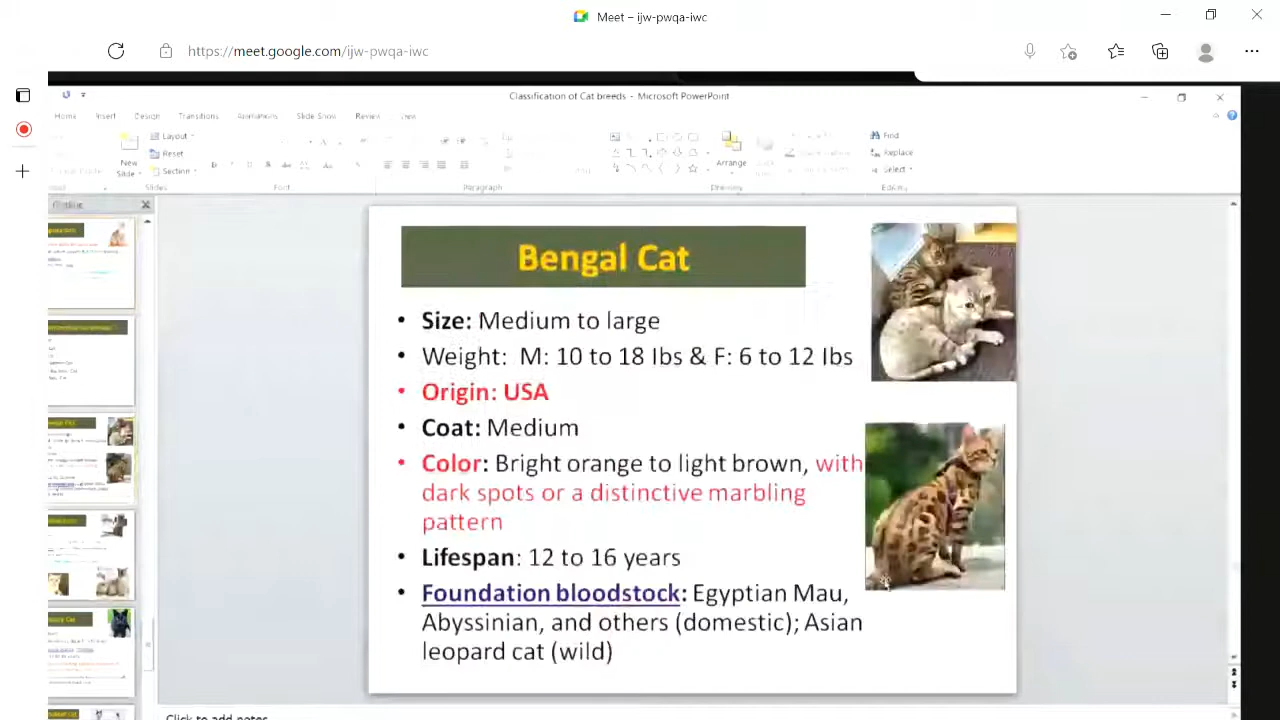 Meet – ijw-pwqa-iwc
https://meet.google.com/ijw-pwqa-iwc
Classification of Cat breeds - Microsoft PowerPoint
Home Insert Design Transitions Animations Slide Show Review View
Layout
Reset
New
Slide
Section
Arrange
Find
Replace
Select
Slides Font Paragraph Drawing Editing
Outline
Bengal Cat
• Size: Medium to large
• Weight: M: 10 to 18 lbs & F: 6 to 12 lbs
• Origin: USA
• Coat: Medium
• Color: Bright orange to light brown, with
dark spots or a distinctive marbling
pattern
• Lifespan: 12 to 16 years
• Foundation bloodstock: Egyptian Mau,
Abyssinian, and others (domestic); Asian
leopard cat (wild)
Click to add notes